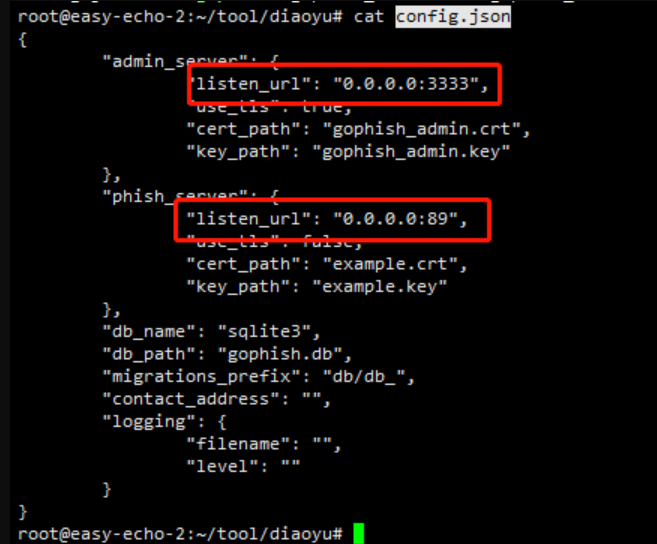 root@easy-echo-2:~/tool/diaoyu# cat config.json
{
        "admin_server": {
                "listen_url": "0.0.0.0:3333",
                "use_tls": true,
                "cert_path": "gophish_admin.crt",
                "key_path": "gophish_admin.key"
        },
        "phish_server": {
                "listen_url": "0.0.0.0:89",
                "use_tls": false,
                "cert_path": "example.crt",
                "key_path": "example.key"
        },
        "db_name": "sqlite3",
        "db_path": "gophish.db",
        "migrations_prefix": "db/db_",
        "contact_address": "",
        "logging": {
                "filename": "",
                "level": ""
        }
}
root@easy-echo-2:~/tool/diaoyu#